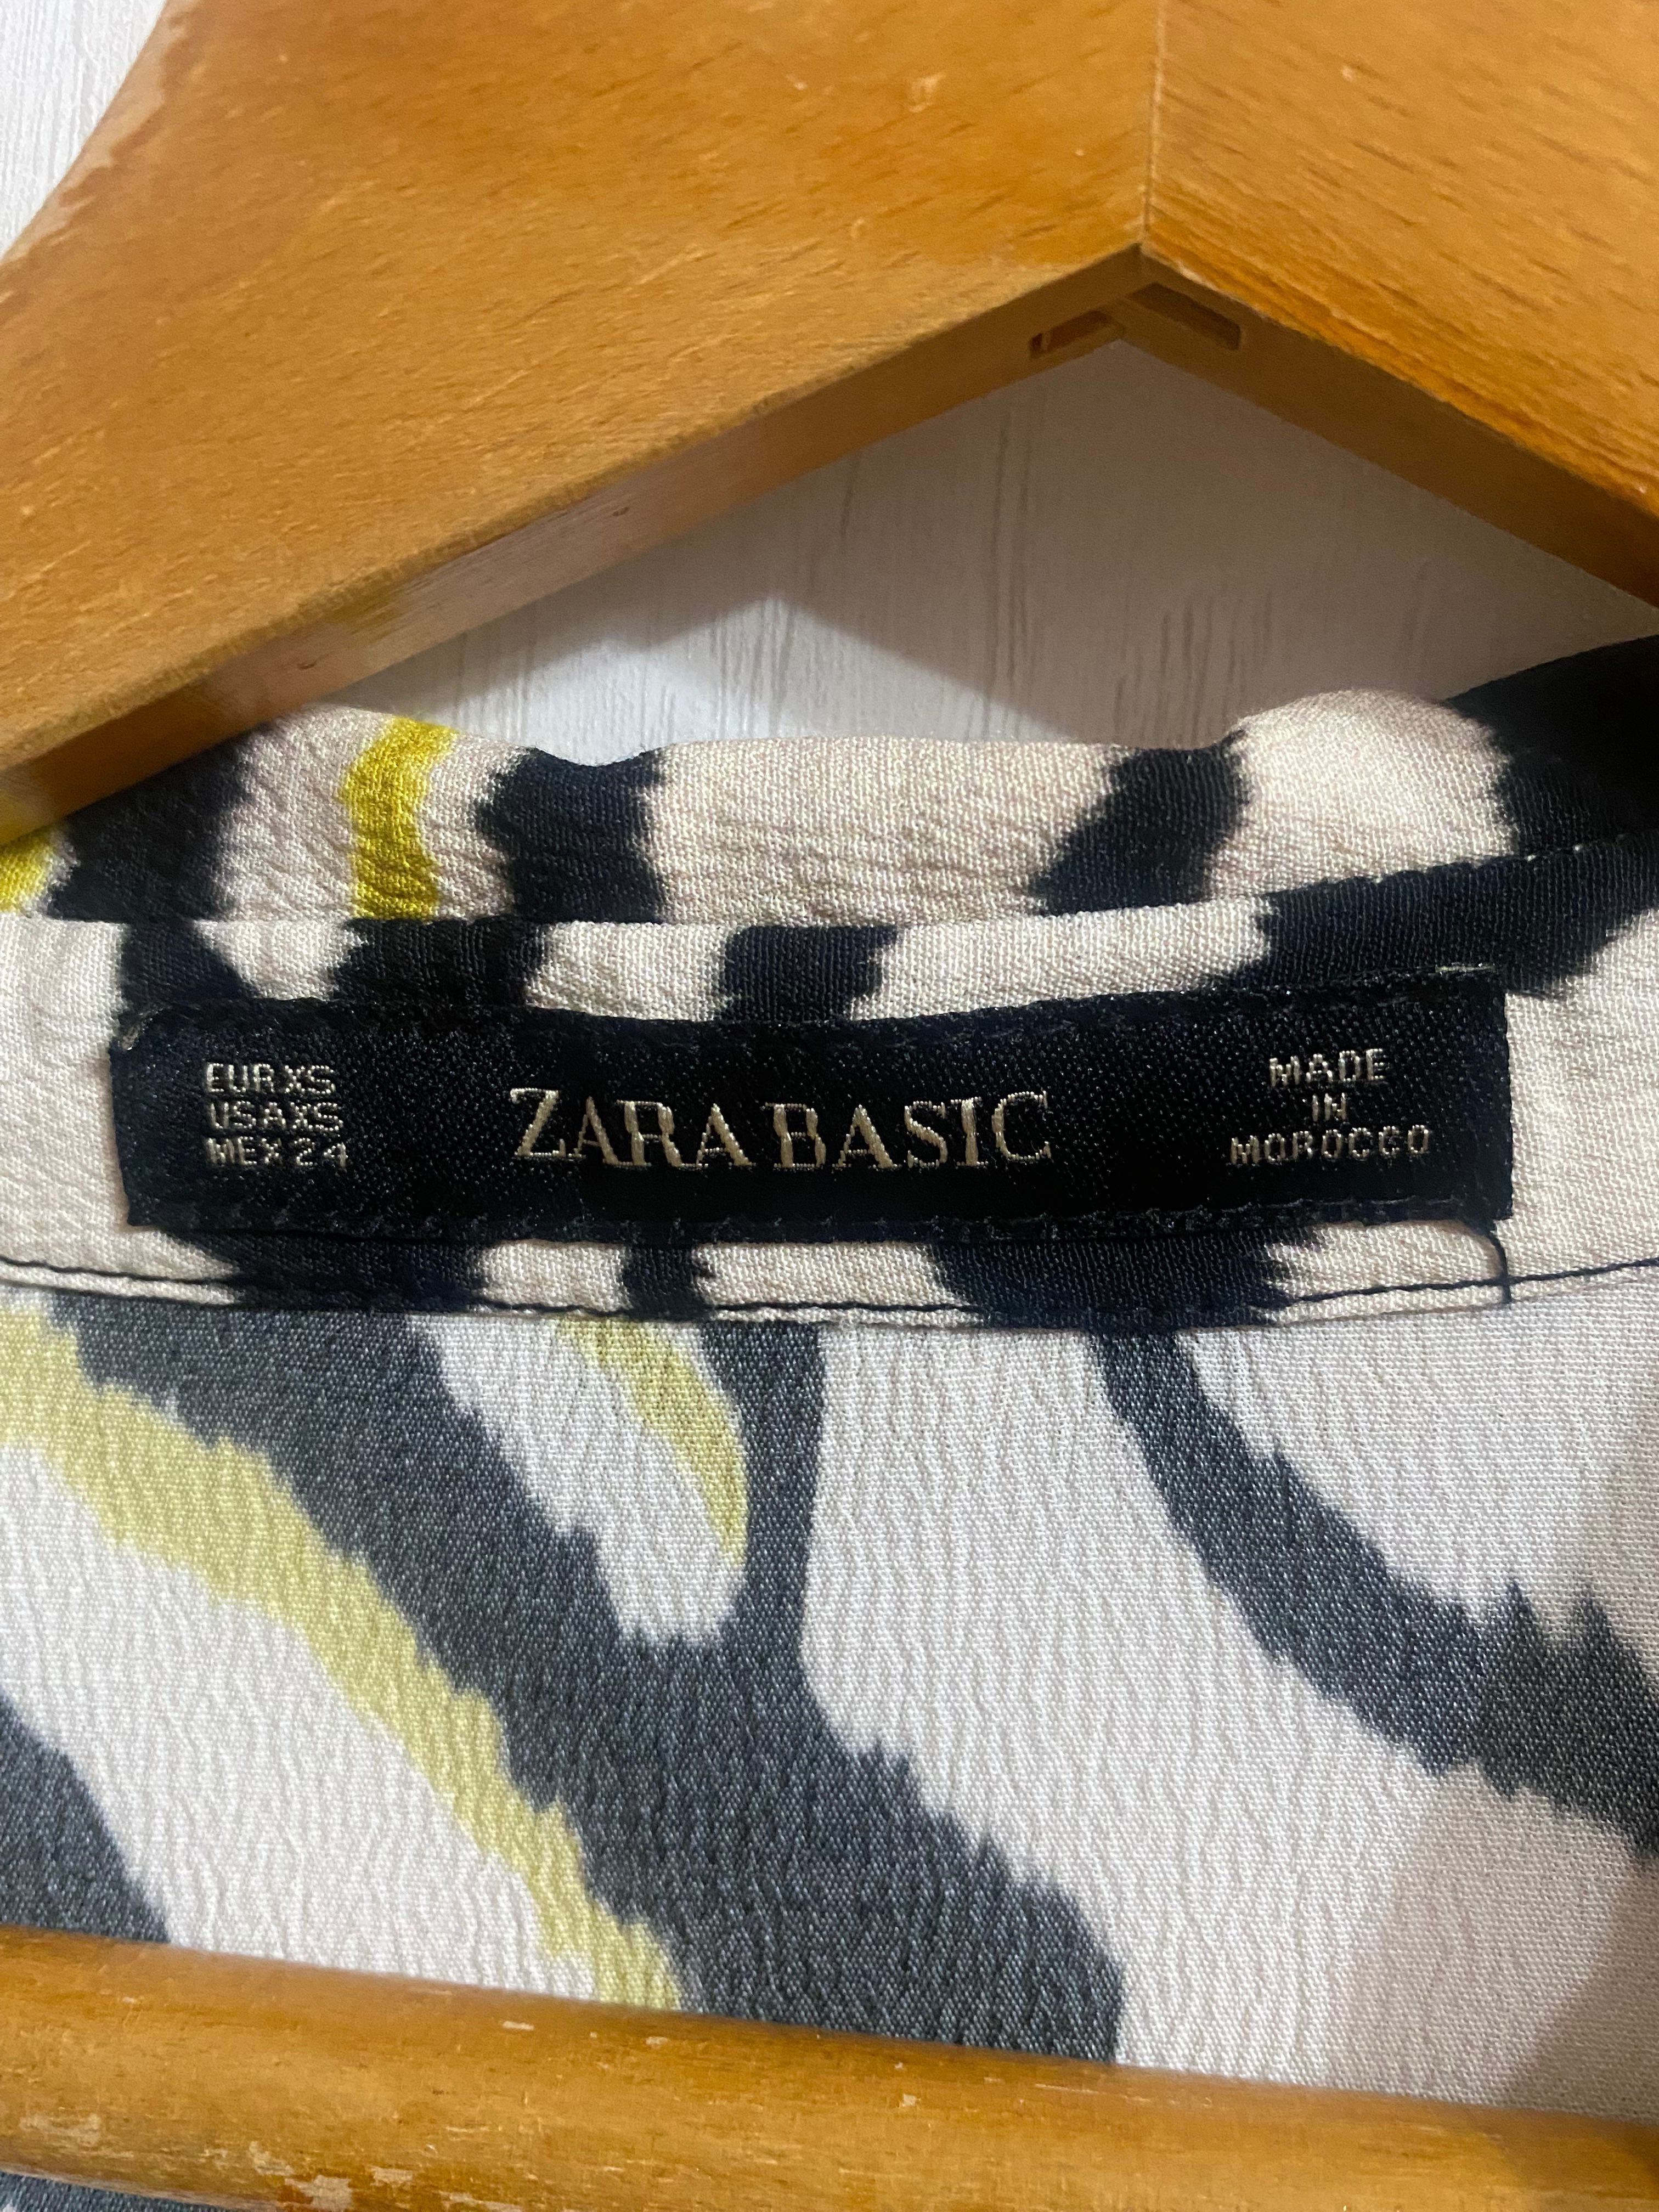 EUR XS
USA XS
MEX 24
ZARA BASIC
MADE
IN
MOROCCO